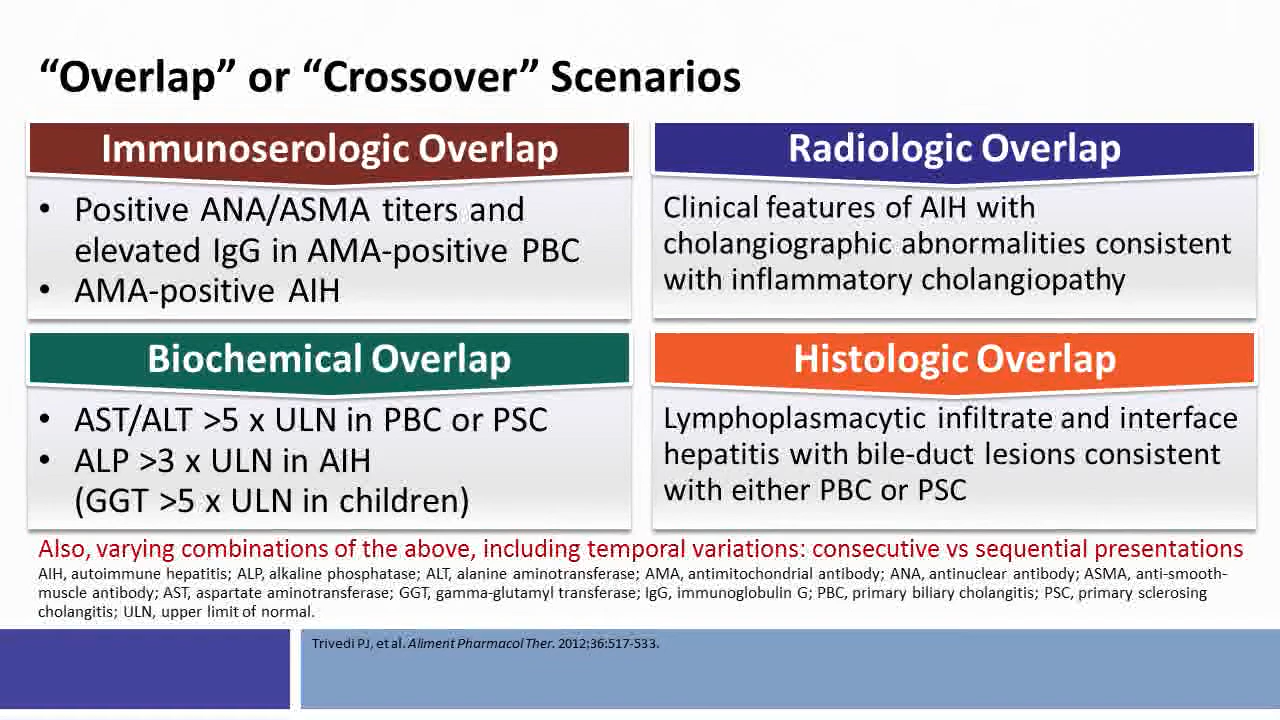 “Overlap” or “Crossover” Scenarios
Immunoserologic Overlap
• Positive ANA/ASMA titers and
elevated IgG in AMA-positive PBC
• AMA-positive AIH
Radiologic Overlap
Clinical features of AIH with
cholangiographic abnormalities consistent
with inflammatory cholangiopathy
Biochemical Overlap
• AST/ALT >5 x ULN in PBC or PSC
• ALP >3 x ULN in AIH
(GGT >5 x ULN in children)
Histologic Overlap
Lymphoplasmacytic infiltrate and interface
hepatitis with bile-duct lesions consistent
with either PBC or PSC
Also, varying combinations of the above, including temporal variations: consecutive vs sequential presentations
AIH, autoimmune hepatitis; ALP, alkaline phosphatase; ALT, alanine aminotransferase; AMA, antimitochondrial antibody; ANA, antinuclear antibody; ASMA, anti-smooth-
muscle antibody; AST, aspartate aminotransferase; GGT, gamma-glutamyl transferase; IgG, immunoglobulin G; PBC, primary biliary cholangitis; PSC, primary sclerosing
cholangitis; ULN, upper limit of normal.
Trivedi PJ, et al. Aliment Pharmacol Ther. 2012;36:517-533.